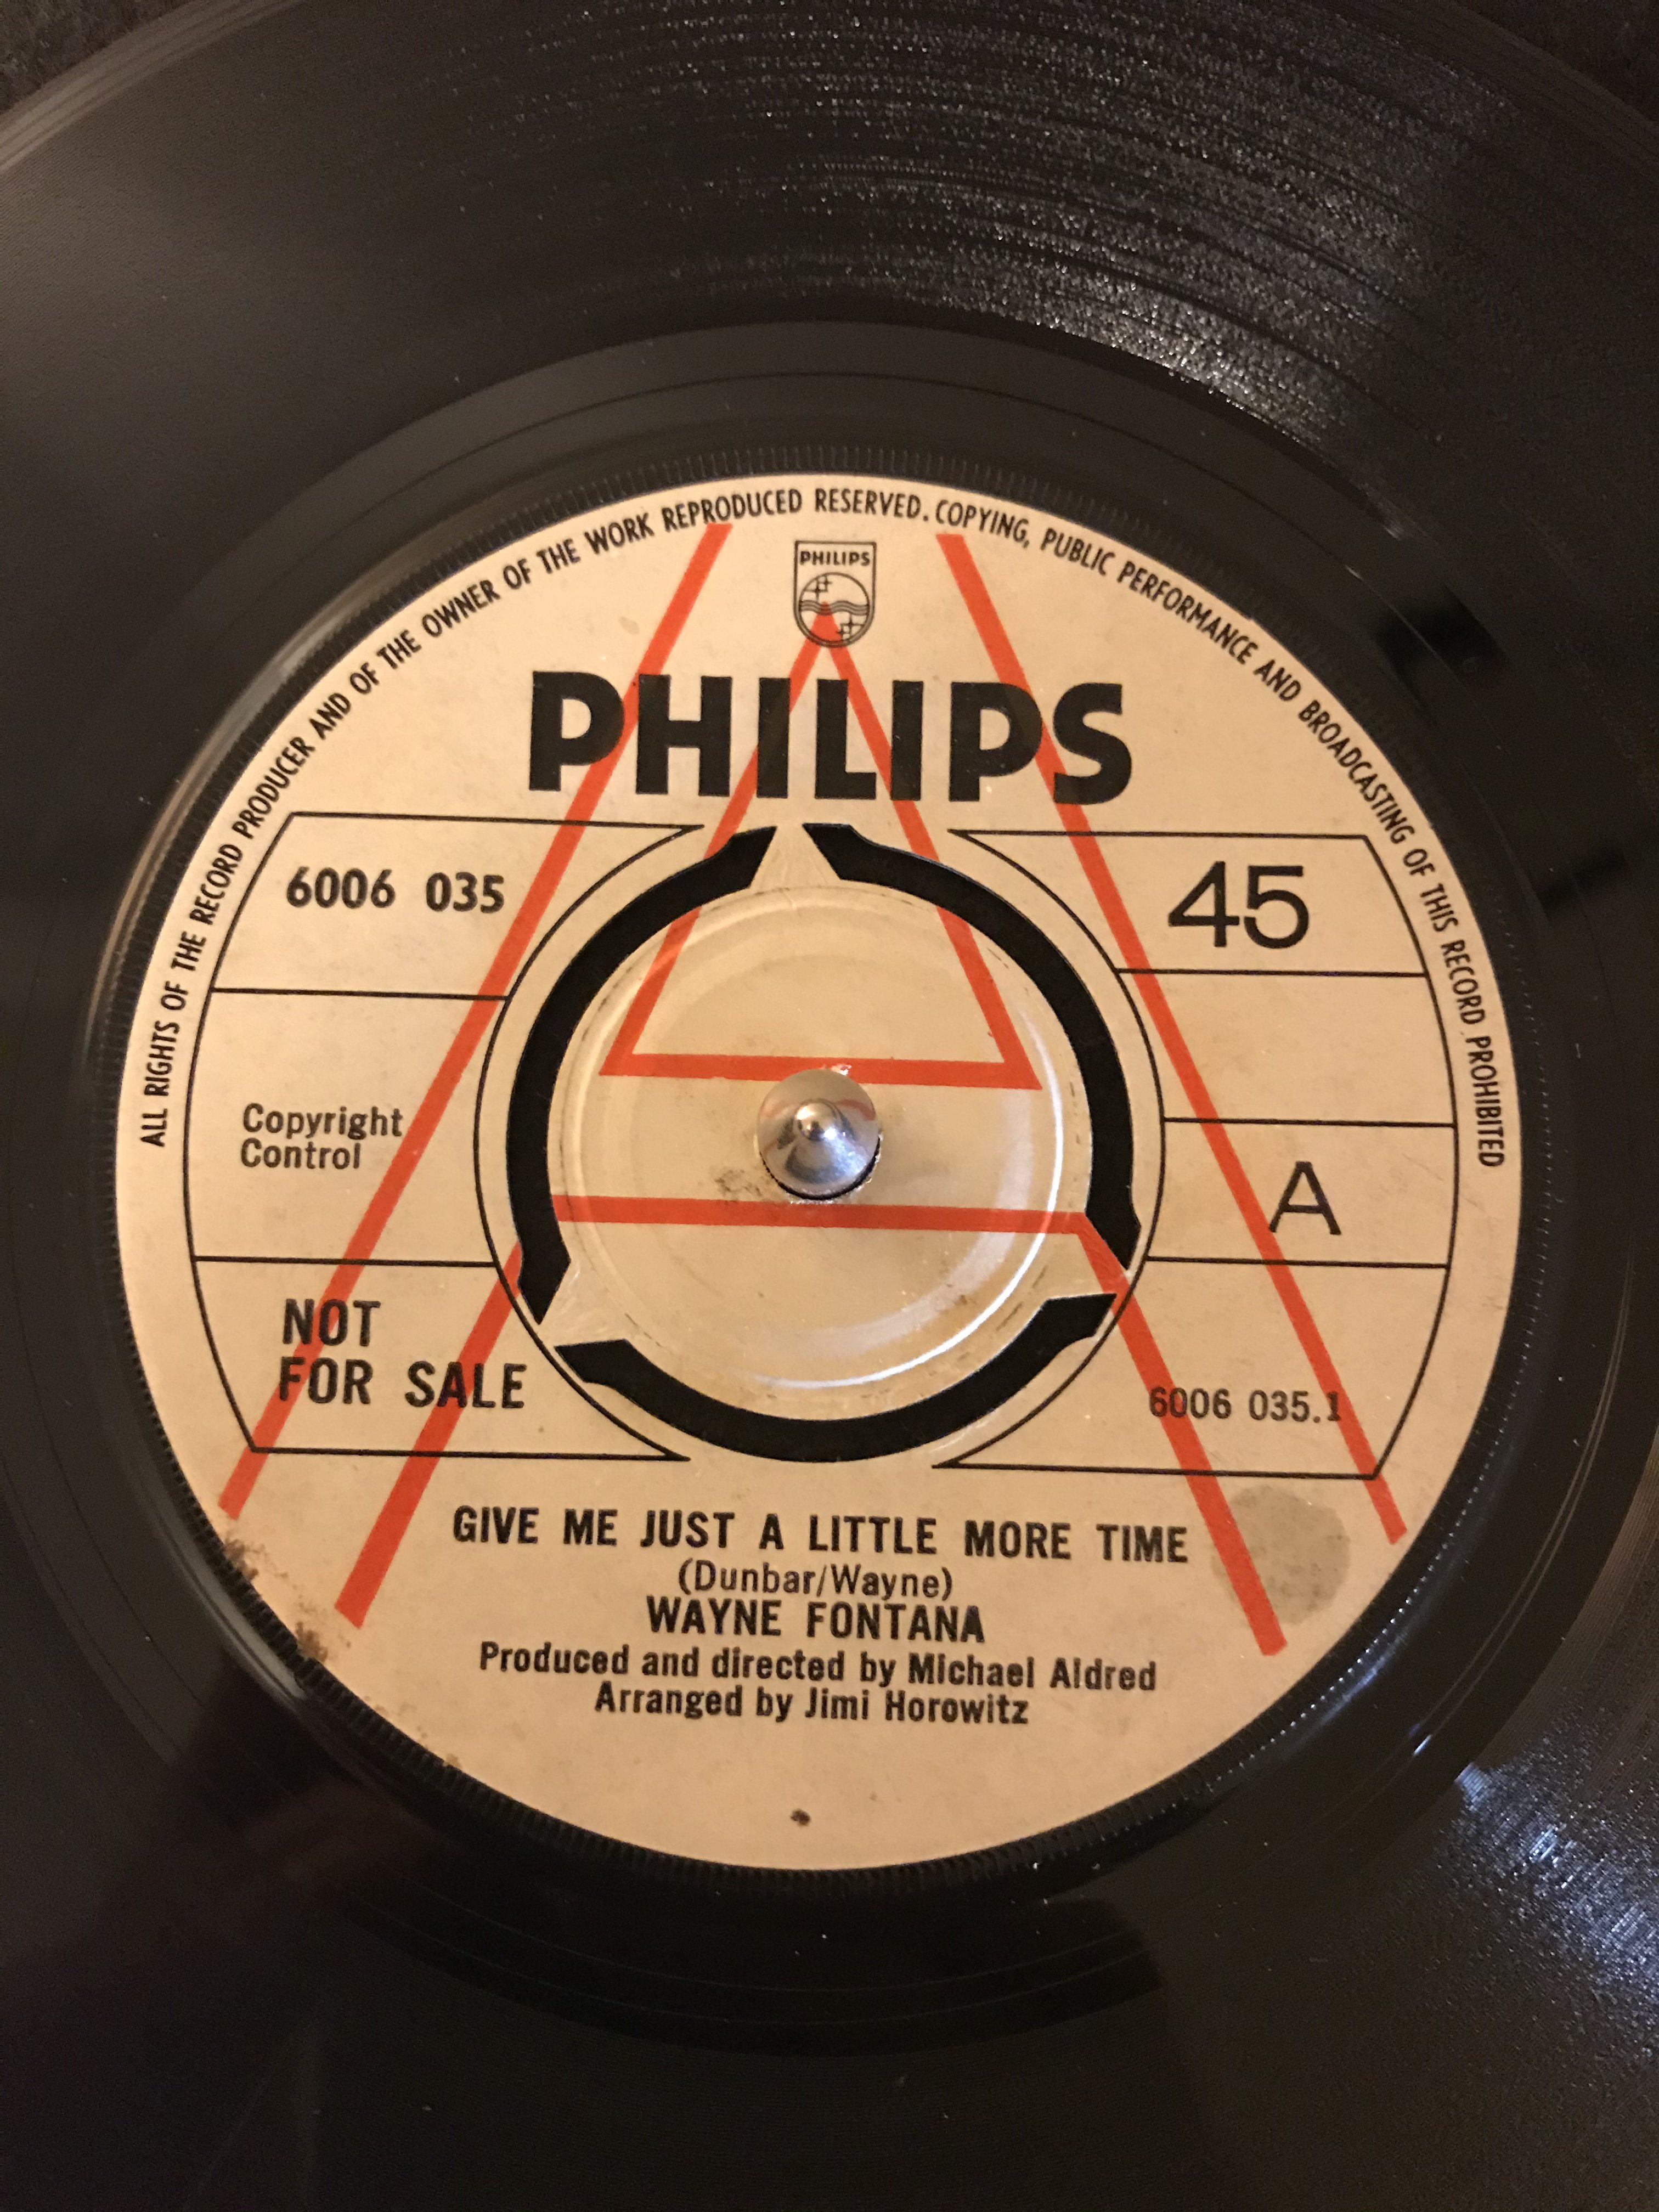 ALL RIGHTS OF THE RECORD PRODUCER AND OF THE OWNER OF THE WORK REPRODUCED RESERVED. COPYING, PUBLIC PERFORMANCE AND BROADCASTING OF THIS RECORD PROHIBITED
PHILIPS
PHILIPS
6006 035
45
Copyright
Control
A
NOT
FOR SALE
6006 035.1
GIVE ME JUST A LITTLE MORE TIME
(Dunbar/Wayne)
WAYNE FONTANA
Produced and directed by Michael Aldred
Arranged by Jimi Horowitz